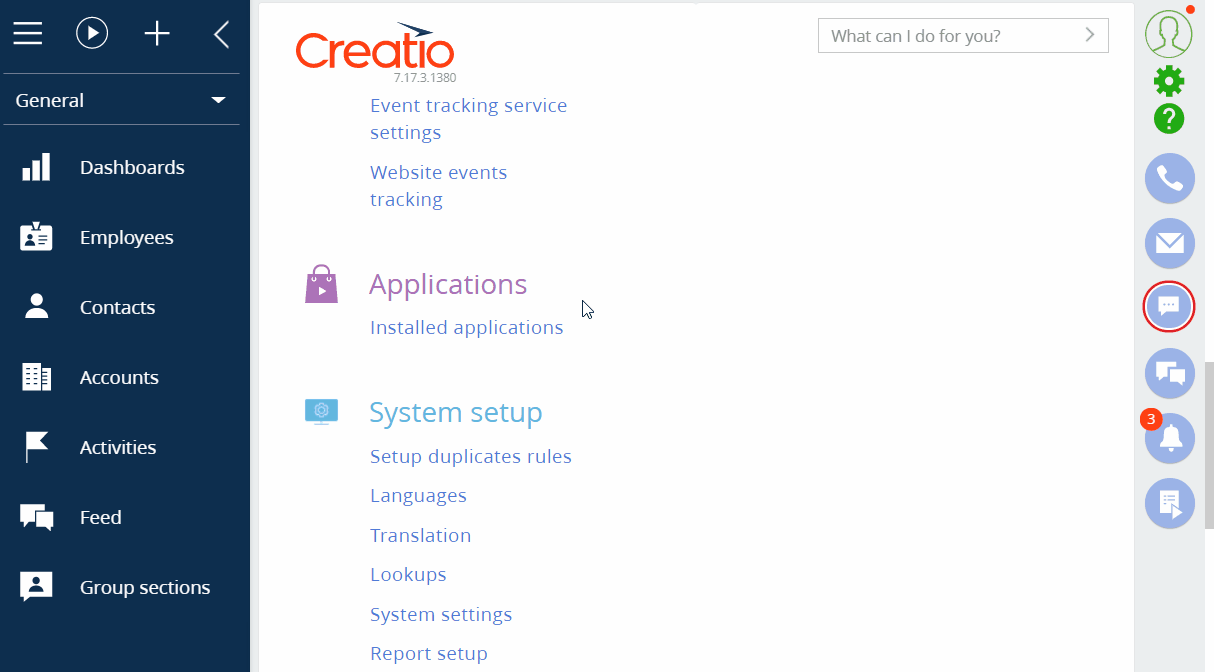 General
Dashboards
Employees
Contacts
Accounts
Activities
Feed
Group sections
Creatio
7.17.3.1380
What can I do for you?
Event tracking service
settings
Website events
tracking
Applications
Installed applications
System setup
Setup duplicates rules
Languages
Translation
Lookups
System settings
Report setup
?
3